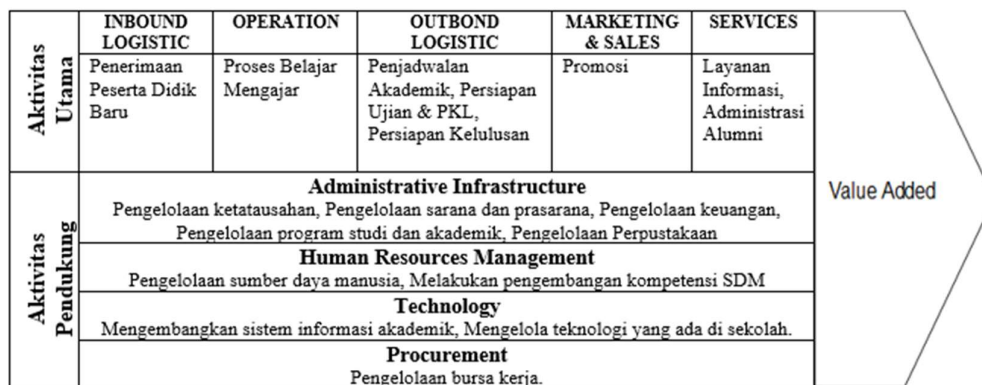 INBOUND LOGISTIC
OPERATION
OUTBOND LOGISTIC
MARKETING & SALES
SERVICES
Aktivitas Utama
Penerimaan
Peserta Didik
Baru
Proses Belajar
Mengajar
Penjadwalan
Akademik, Persiapan
Ujian & PKL,
Persiapan Kelulusan
Promosi
Layanan
Informasi,
Administrasi
Alumni
Aktivitas Pendukung
Administrative Infrastructure
Pengelolaan ketatausahan, Pengelolaan sarana dan prasarana, Pengelolaan keuangan,
Pengelolaan program studi dan akademik, Pengelolaan Perpustakaan
Human Resources Management
Pengelolaan sumber daya manusia, Melakukan pengembangan kompetensi SDM
Technology
Mengembangkan sistem informasi akademik, Mengelola teknologi yang ada di sekolah.
Procurement
Pengelolaan bursa kerja.
Value Added